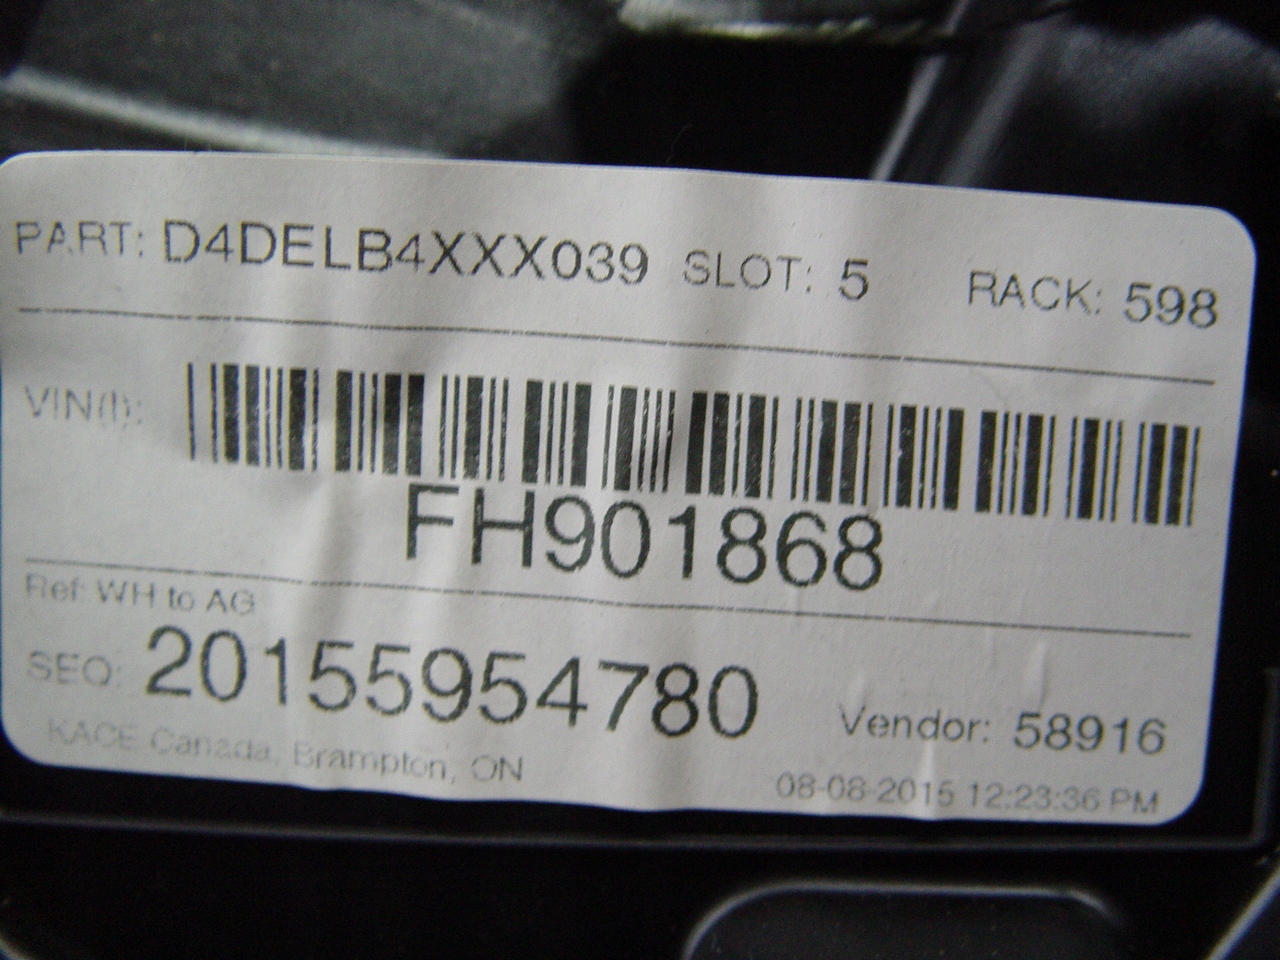 PART: D4DELB4XXX039 SLOT: 5 RACK: 598
VIN(I):
FH901868
Ref: WH to AG
SEQ: 20155954780 Vendor: 58916
KACE Canada, Brampton, ON
08-08-2015 12:23:36 PM